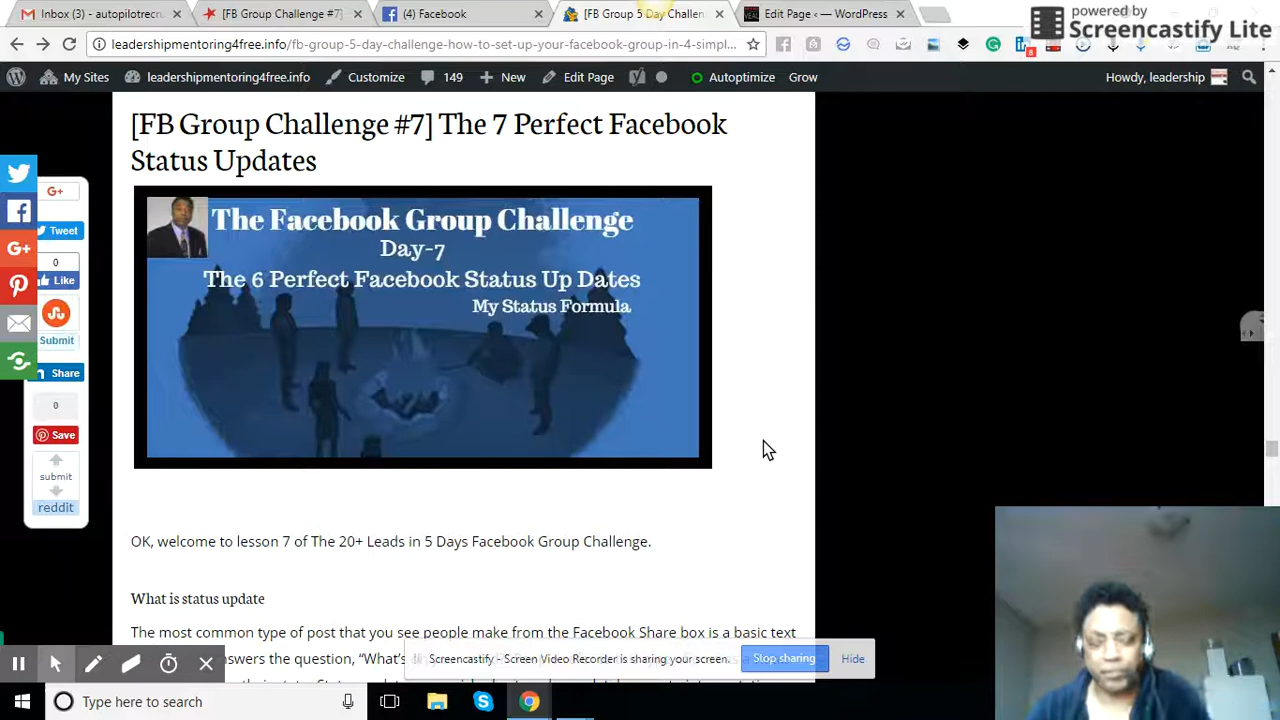 Inbox (3) - autopilotrecru
[FB Group Challenge #7]
(4) Facebook
[FB Group 5 Day Challen
Edit Page ‹ — WordPress
powered by
Screencastify Lite
leadershipmentoring4free.info/fb-group-5-day-challenge-how-to-set-up-your-facebook-group-in-4-simpl...
8
My Sites
leadershipmentoring4free.info
Customize
149
New
Edit Page
Autoptimize
Grow
Howdy, leadership
[FB Group Challenge #7] The 7 Perfect Facebook
Status Updates
G+
Tweet
0
Like
Submit
Share
0
Save
submit
reddit
G+
The Facebook Group Challenge
Day-7
The 6 Perfect Facebook Status Up Dates
My Status Formula
OK, welcome to lesson 7 of The 20+ Leads in 5 Days Facebook Group Challenge.
What is status update
The most common type of post that you see people make from the Facebook Share box is a basic text
answers the question, “What's
Screencastify - Screen Video Recorder is sharing your screen.
Stop sharing
Hide
Type here to search